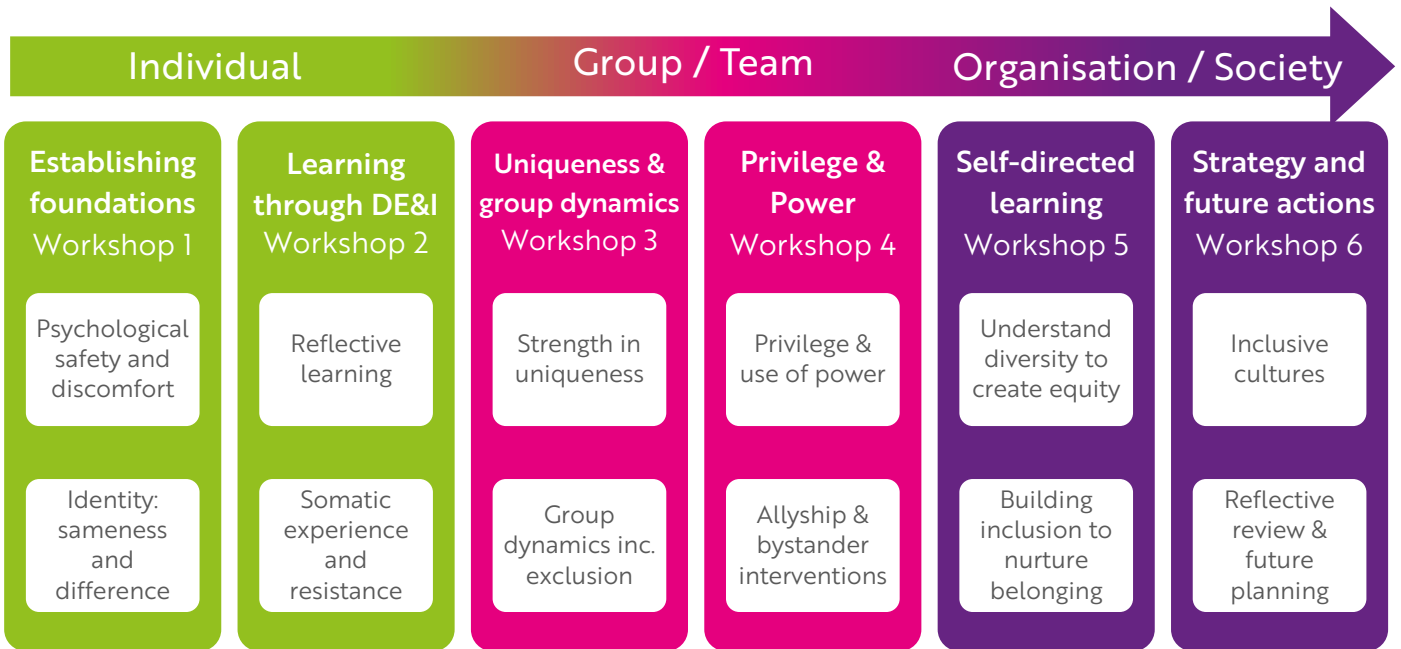 Individual
Group / Team
Organisation / Society
Establishing
foundations
Workshop 1
Psychological
safety and
discomfort
Identity:
sameness
and
difference
Learning
through DE&I
Workshop 2
Reflective
learning
Somatic
experience
and
resistance
Uniqueness &
group dynamics
Workshop 3
Strength in
uniqueness
Group
dynamics inc.
exclusion
Privilege &
Power
Workshop 4
Privilege &
use of power
Allyship &
bystander
interventions
Self-directed
learning
Workshop 5
Understand
diversity to
create equity
Building
inclusion to
nurture
belonging
Strategy and
future actions
Workshop 6
Inclusive
cultures
Reflective
review &
future
planning